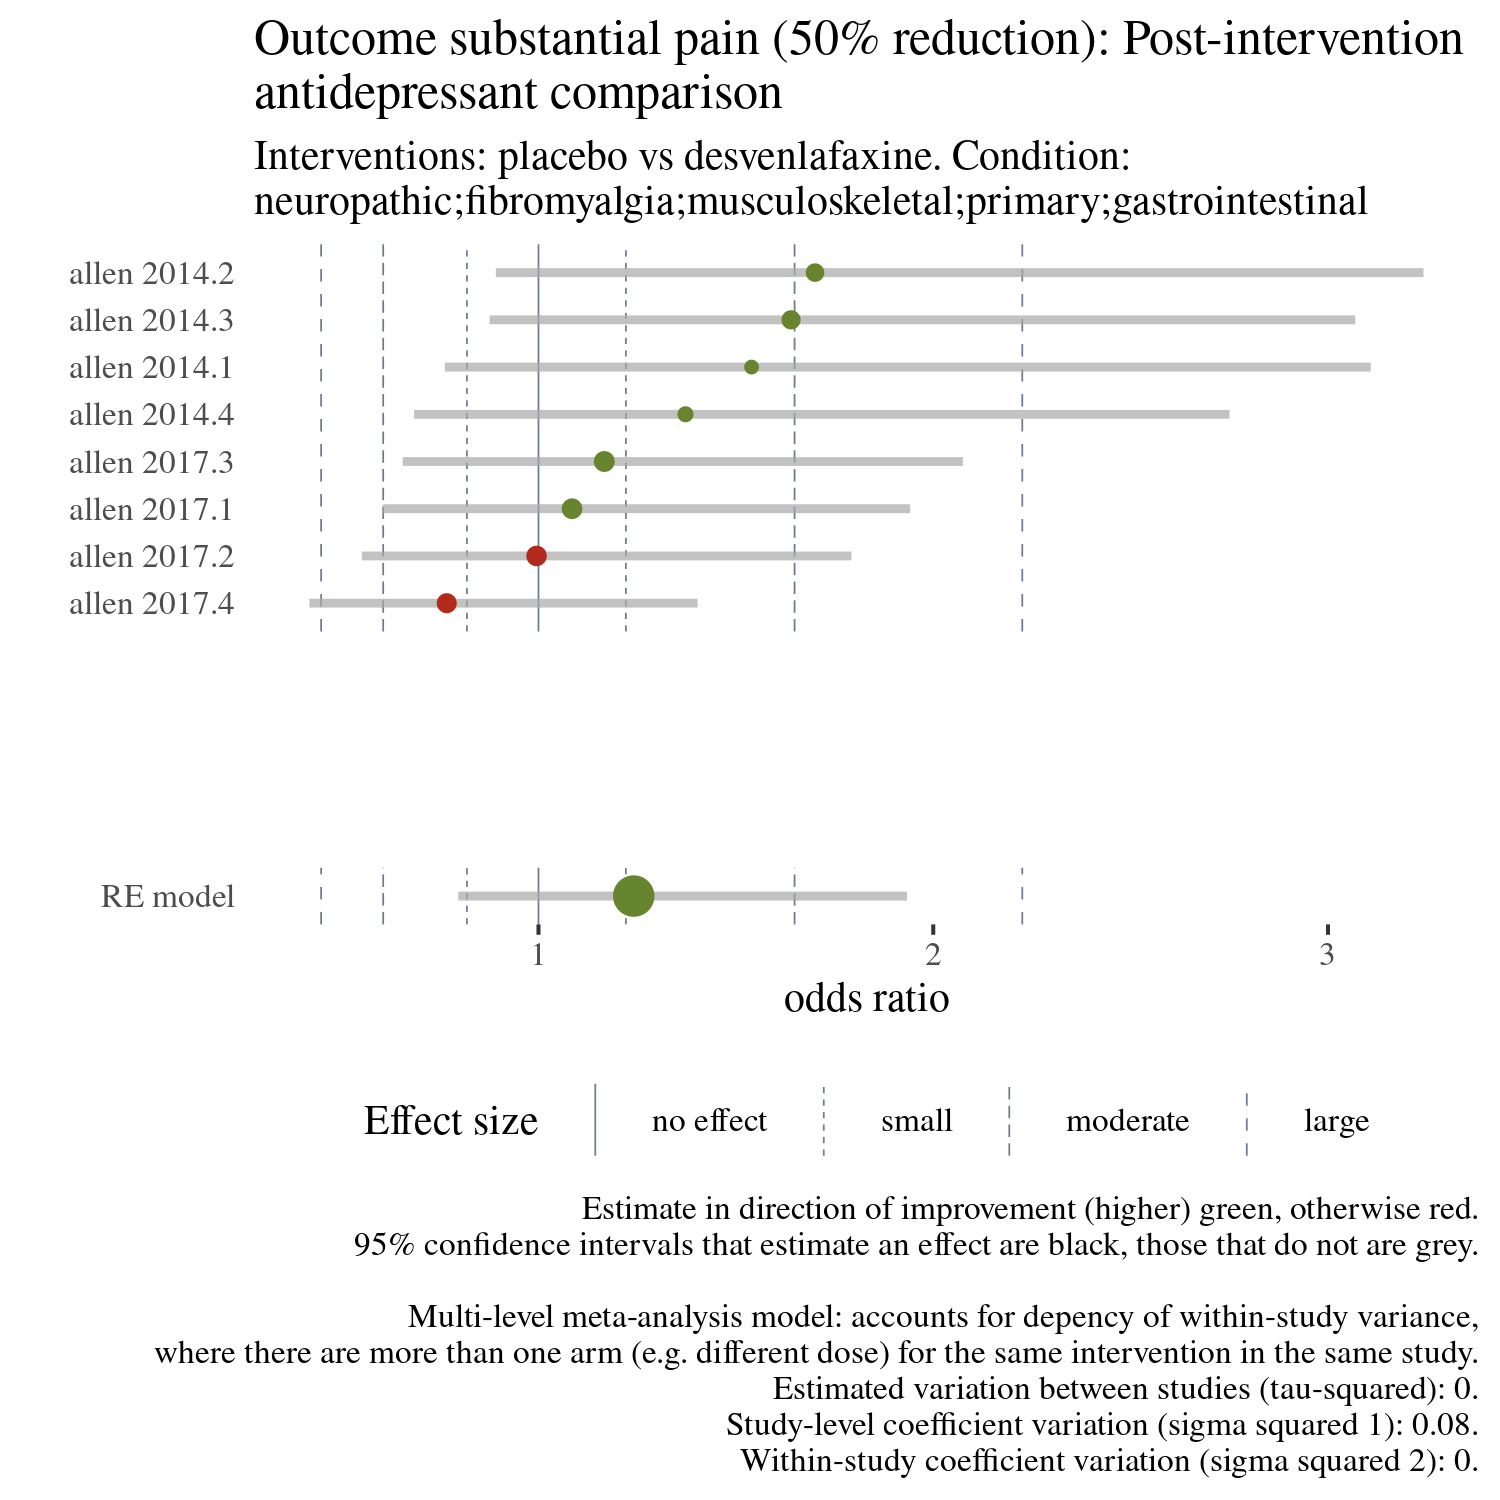 Outcome substantial pain (50% reduction): Post-intervention
antidepressant comparison
Interventions: placebo vs desvenlafaxine. Condition:
neuropathic;fibromyalgia;musculoskeletal;primary;gastrointestinal
allen 2014.2
allen 2014.3
allen 2014.1
allen 2014.4
allen 2017.3
allen 2017.1
allen 2017.2
allen 2017.4
RE model
1 2 3
odds ratio
Effect size no effect small moderate large
Estimate in direction of improvement (higher) green, otherwise red.
95% confidence intervals that estimate an effect are black, those that do not are grey.
Multi-level meta-analysis model: accounts for depency of within-study variance,
where there are more than one arm (e.g. different dose) for the same intervention in the same study.
Estimated variation between studies (tau-squared): 0.
Study-level coefficient variation (sigma squared 1): 0.08.
Within-study coefficient variation (sigma squared 2): 0.